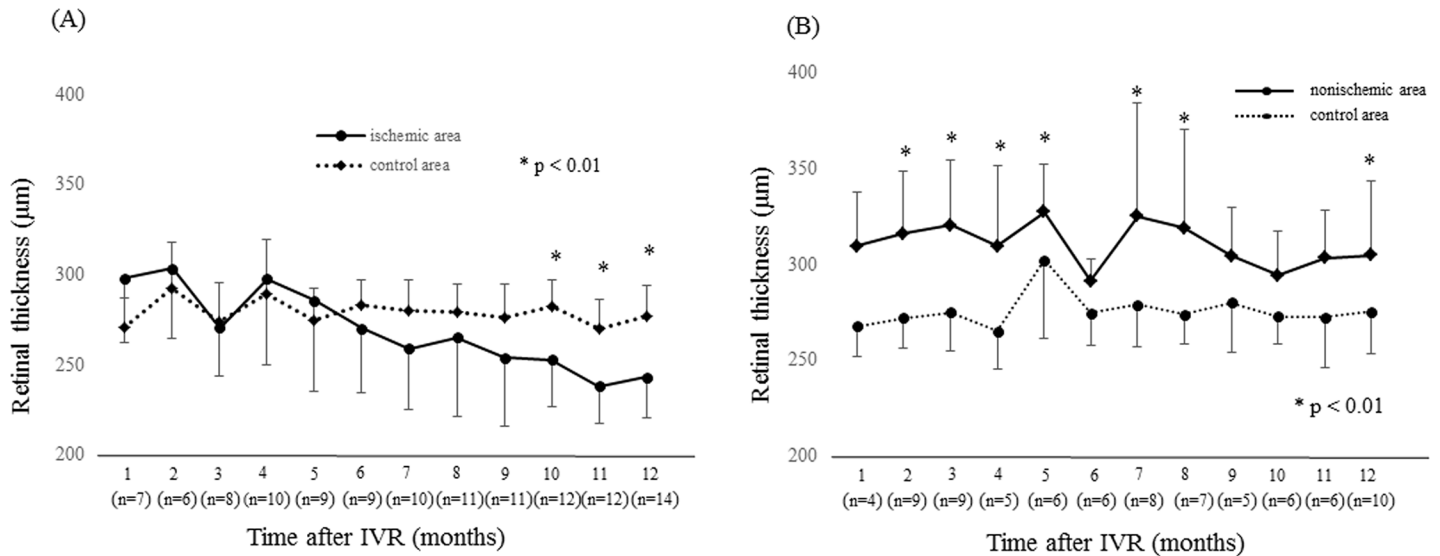 (A)
Retinal thickness (μm)
400
350
300
250
200
ischemic area
control area
* p < 0.01
* * *
1 2 3 4 5 6 7 8 9 10 11 12
(n=7) (n=6) (n=8) (n=10) (n=9) (n=9) (n=10) (n=11) (n=11) (n=12) (n=12) (n=14)
Time after IVR (months)
(B)
Retinal thickness (μm)
400
350
300
250
200
nonischemic area
control area
* * * * * * *
* p < 0.01
1 2 3 4 5 6 7 8 9 10 11 12
(n=4) (n=9) (n=9) (n=5) (n=6) (n=6) (n=8) (n=7) (n=5) (n=6) (n=6) (n=10)
Time after IVR (months)